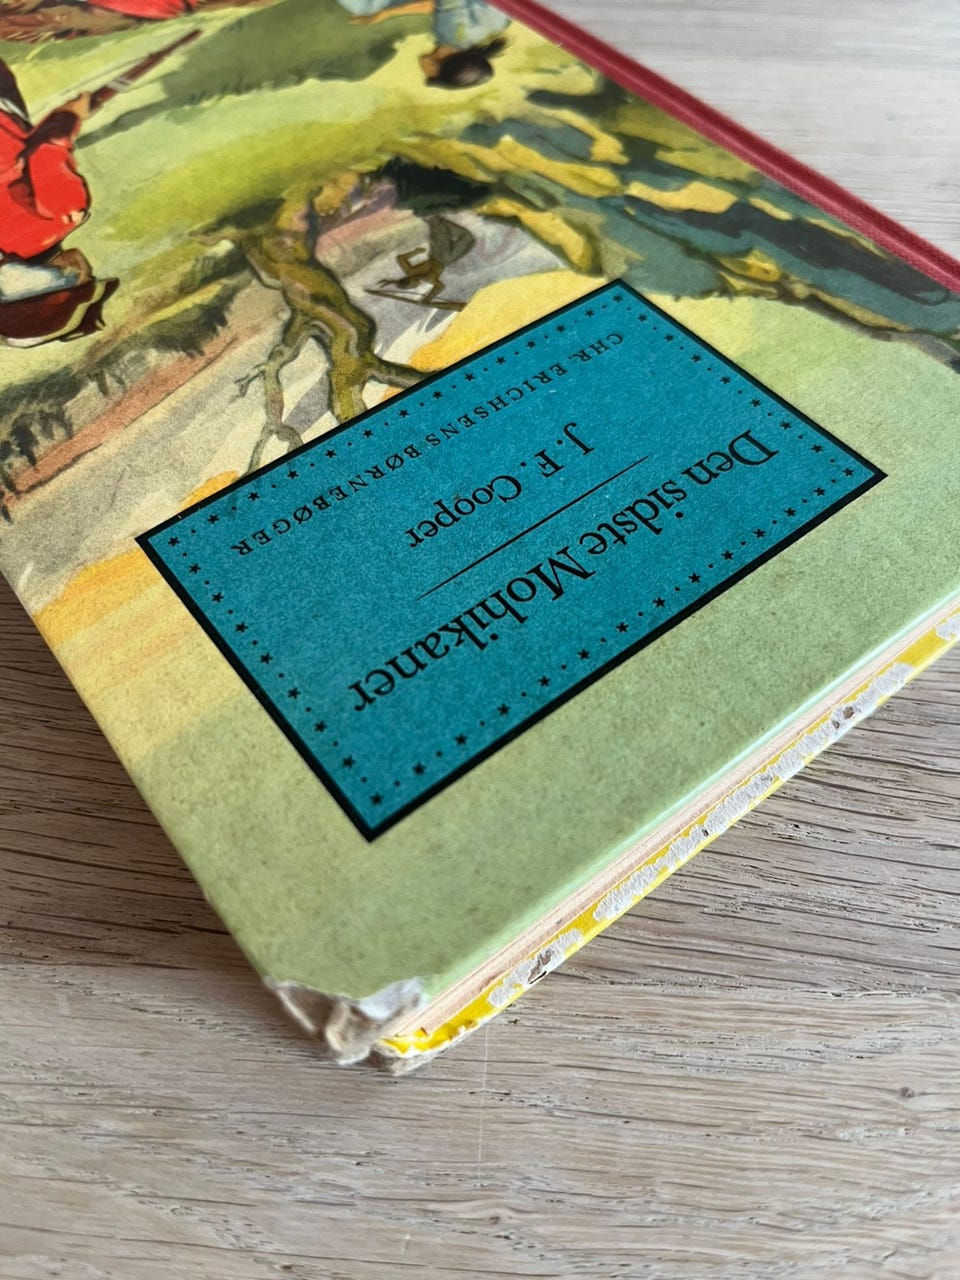 Den sidste Mohikaner
J. F. Cooper
CHR. ERICHSENS BØRNEBØGER